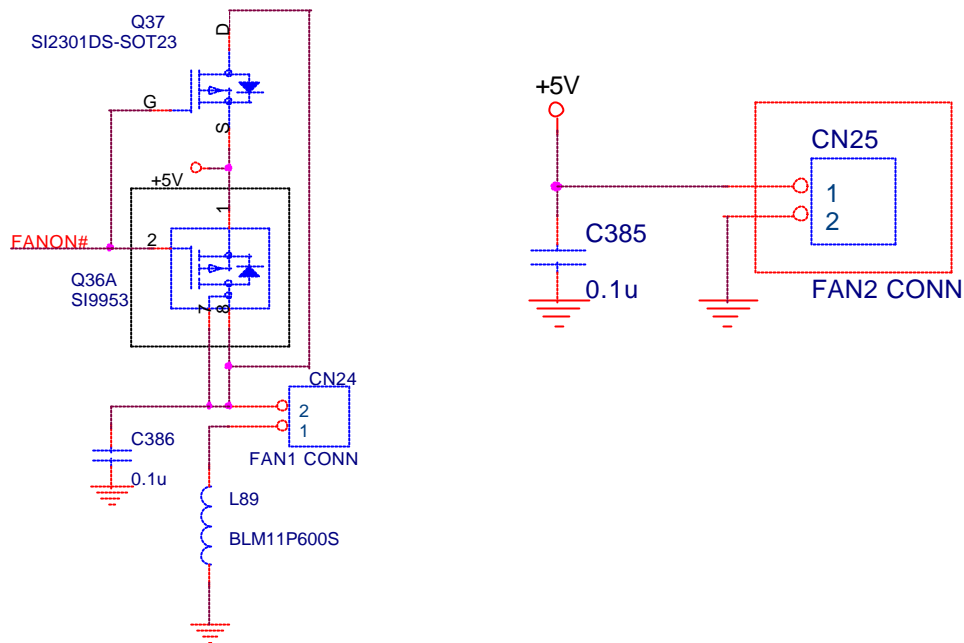 Q37
SI2301DS-SOT23
D
G
S
+5V
1
FANON#
2
Q36A
SI9953
7
8
CN24
2
1
FAN1 CONN
C386
0.1u
L89
BLM11P600S
+5V
CN25
1
2
C385
0.1u
FAN2 CONN